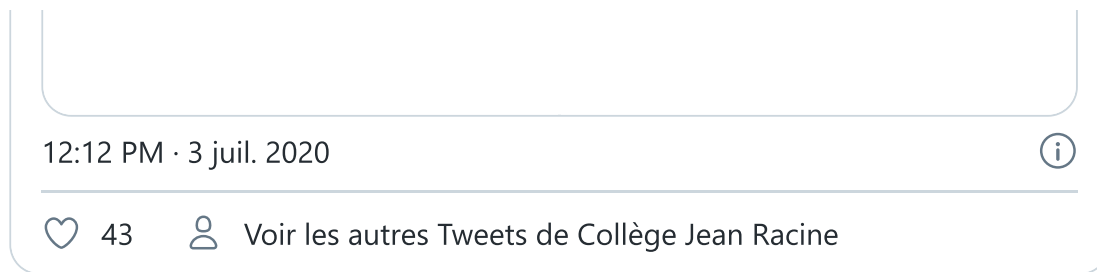 12:12 PM · 3 juil. 2020
43 Voir les autres Tweets de Collège Jean Racine